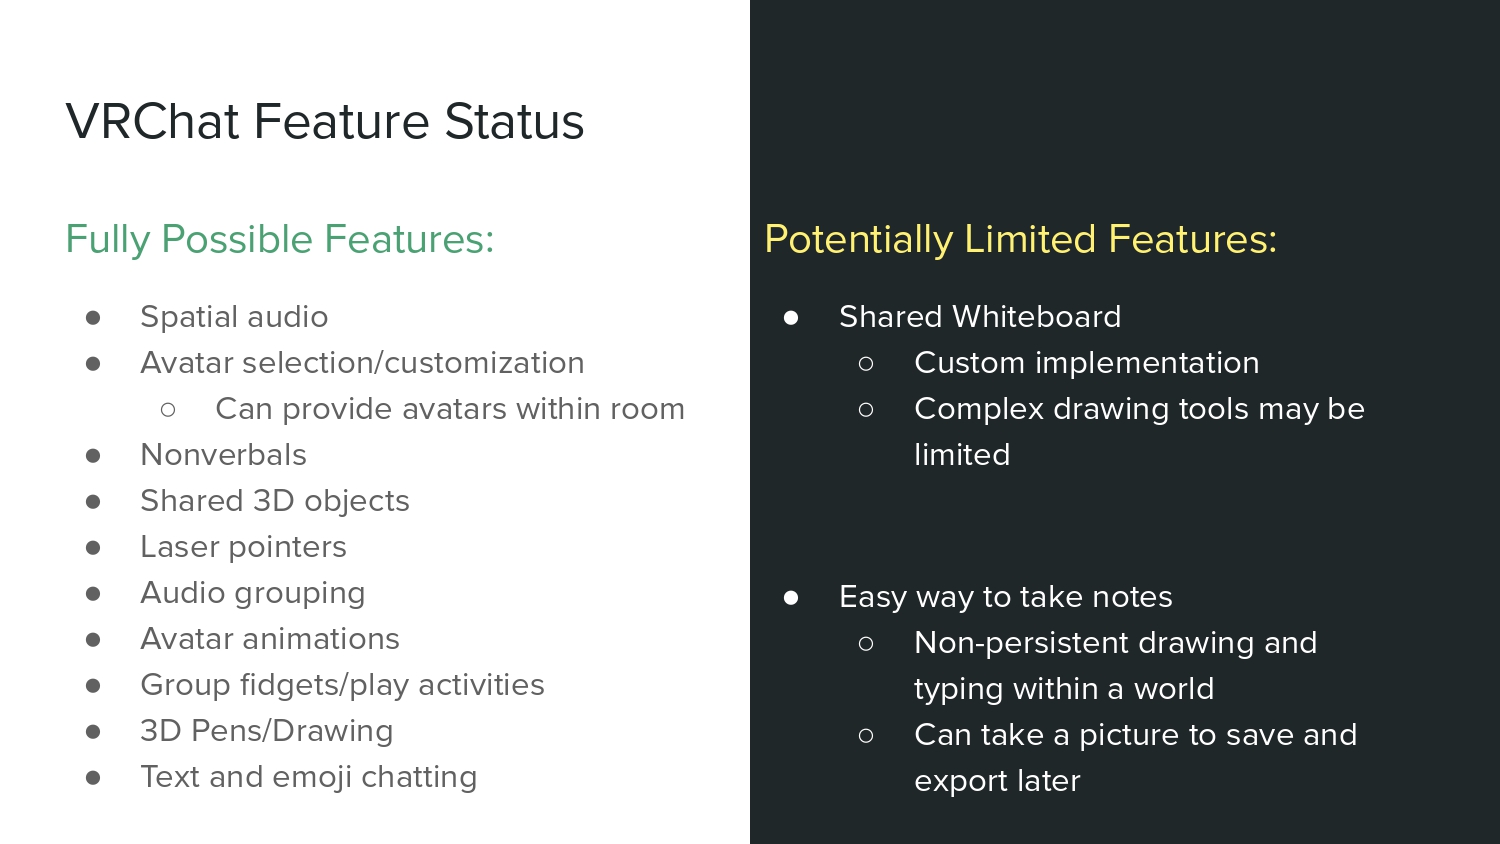 VRChat Feature Status
Fully Possible Features:
● Spatial audio
● Avatar selection/customization
○ Can provide avatars within room
● Nonverbals
● Shared 3D objects
● Laser pointers
● Audio grouping
● Avatar animations
● Group fidgets/play activities
● 3D Pens/Drawing
● Text and emoji chatting
Potentially Limited Features:
● Shared Whiteboard
○ Custom implementation
○ Complex drawing tools may be
limited
● Easy way to take notes
○ Non-persistent drawing and
typing within a world
○ Can take a picture to save and
export later